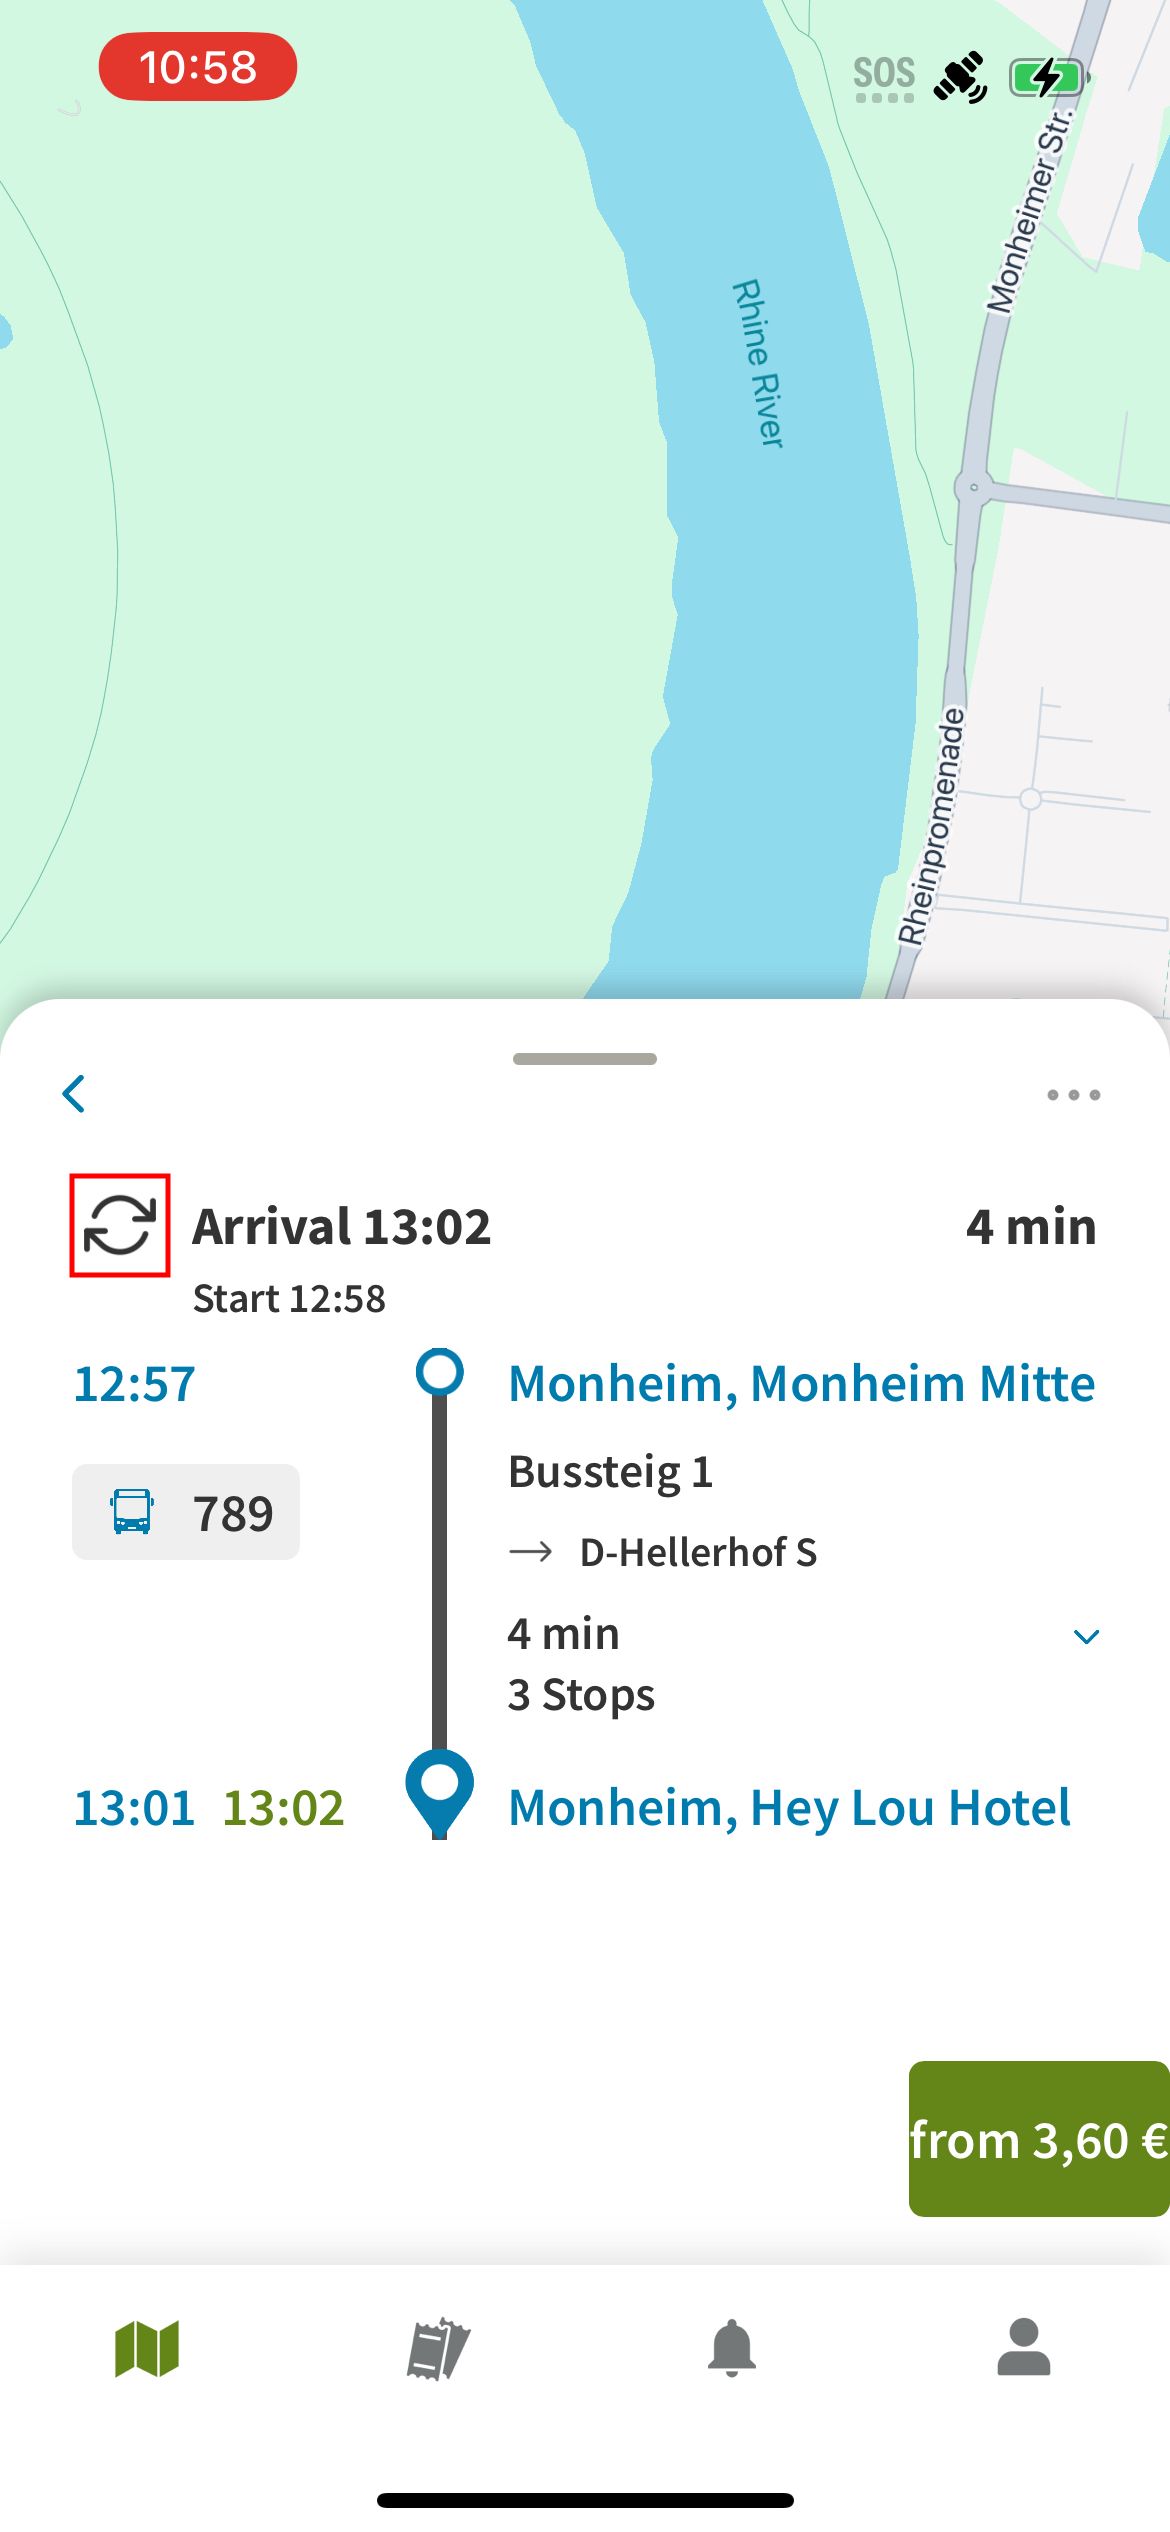 10:58
SOS
Monheimer Str.
Rhine River
Rheinpromenade
Arrival 13:02
4 min
Start 12:58
12:57
Monheim, Monheim Mitte
Bussteig 1
789
→ D-Hellerhof S
4 min
3 Stops
13:01 13:02
Monheim, Hey Lou Hotel
from 3,60 €